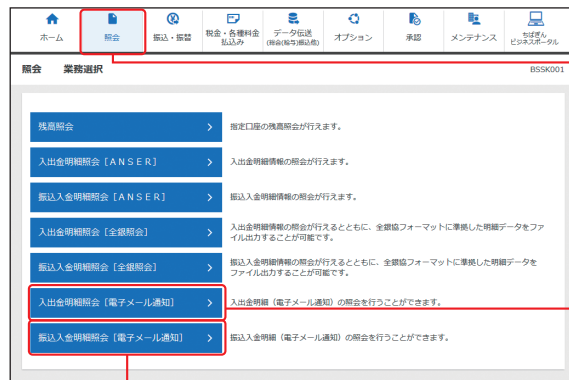 ホーム
照会
振込・振替
税金・各種料金
払込み
データ伝送
(総合(給与)振込他)
オプション
承認
メンテナンス
ちばぎん
ビジネスポータル
照会　業務選択
BSSK001
残高照会
指定口座の残高照会が行えます。
入出金明細照会［ANSER］
入出金明細情報の照会が行えます。
振込入金明細照会［ANSER］
振込入金明細情報の照会が行えます。
入出金明細照会［全銀照会］
入出金明細情報の照会が行えるとともに、全銀協フォーマットに準拠した明細データをファ
イル出力することが可能です。
振込入金明細照会［全銀照会］
振込入金明細情報の照会が行えるとともに、全銀協フォーマットに準拠した明細データを
ファイル出力することが可能です。
入出金明細照会［電子メール通知］
入出金明細（電子メール通知）の照会を行うことができます。
振込入金明細照会［電子メール通知］
振込入金明細（電子メール通知）の照会を行うことができます。